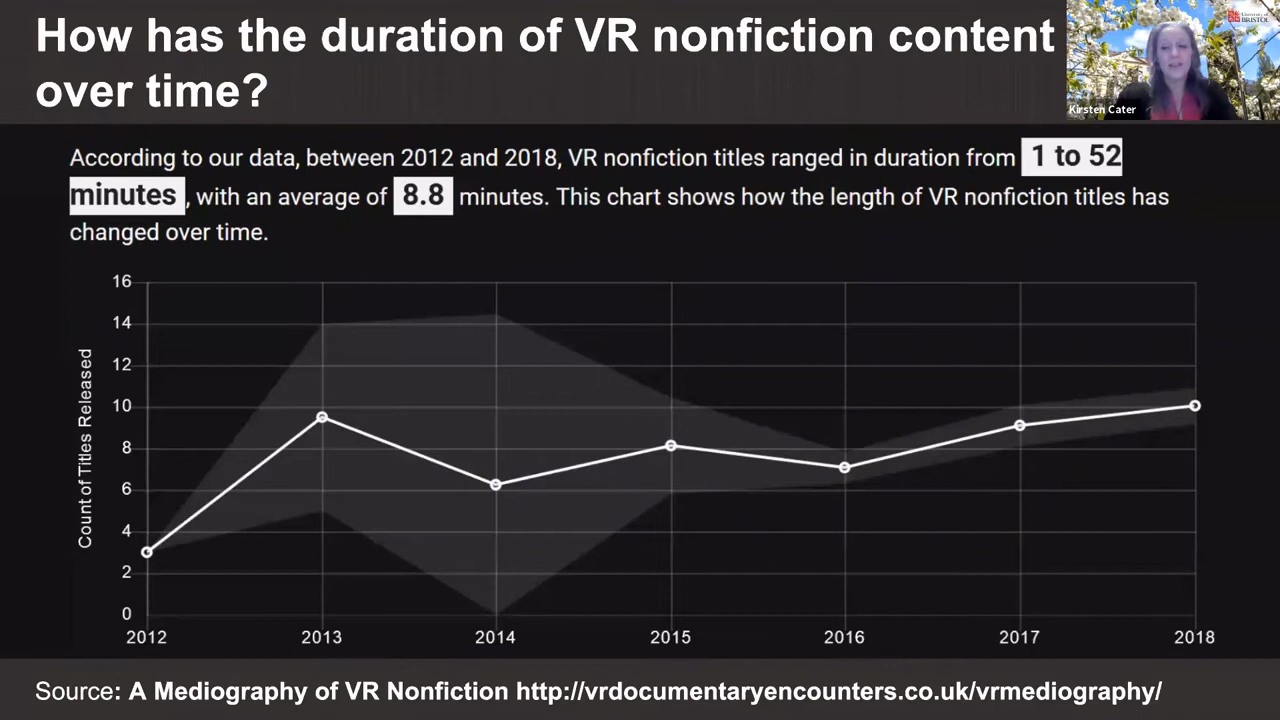 How has the duration of VR nonfiction content
over time?
University of
BRISTOL
Kirsten Cater
According to our data, between 2012 and 2018, VR nonfiction titles ranged in duration from 1 to 52
minutes , with an average of 8.8 minutes. This chart shows how the length of VR nonfiction titles has
changed over time.
16
14
12
10
8
6
4
2
0
Count of Titles Released
2012 2013 2014 2015 2016 2017 2018
Source: A Mediography of VR Nonfiction http://vrdocumentaryencounters.co.uk/vrmediography/